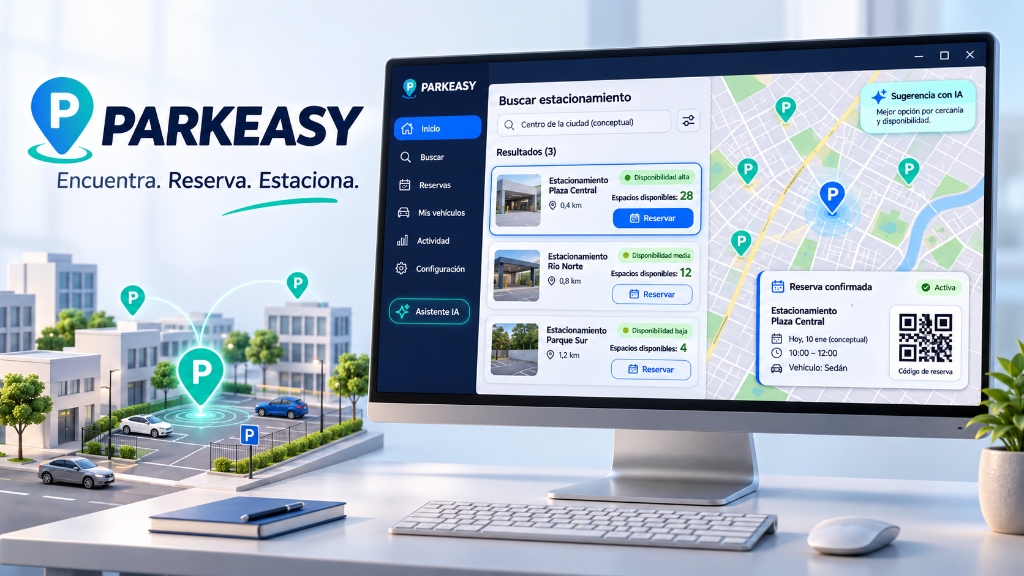 PARKEASY
Encuentra. Reserva. Estaciona.
PARKEASY
Inicio
Buscar
Reservas
Mis vehículos
Actividad
Configuración
Asistente IA
Buscar estacionamiento
Centro de la ciudad (conceptual)
Resultados (3)
Estacionamiento
Plaza Central
0,4 km
Disponibilidad alta
Espacios disponibles: 28
Reservar
Estacionamiento
Río Norte
0,8 km
Disponibilidad media
Espacios disponibles: 12
Reservar
Estacionamiento
Parque Sur
1,2 km
Disponibilidad baja
Espacios disponibles: 4
Reservar
Sugerencia con IA
Mejor opción por cercanía
y disponibilidad.
P
P
P
P
P
Reserva confirmada
Activa
Estacionamiento
Plaza Central
Hoy, 10 ene (conceptual)
10:00 – 12:00
Vehículo: Sedán
Código de reserva
P
P
P
P